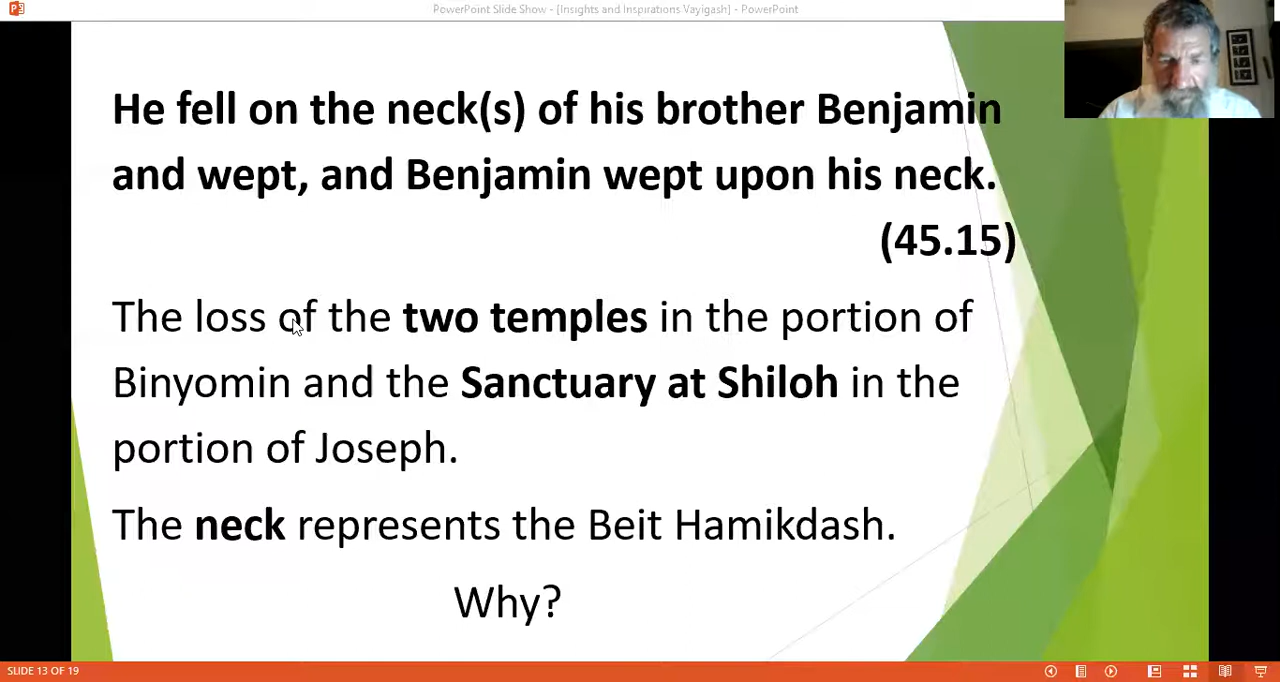 PowerPoint Slide Show - [Insights and Inspirations Vayigash] - PowerPoint
He fell on the neck(s) of his brother Benjamin
and wept, and Benjamin wept upon his neck.
(45.15)
The loss of the two temples in the portion of
Binyomin and the Sanctuary at Shiloh in the
portion of Joseph.
The neck represents the Beit Hamikdash.
Why?
SLIDE 13 OF 19